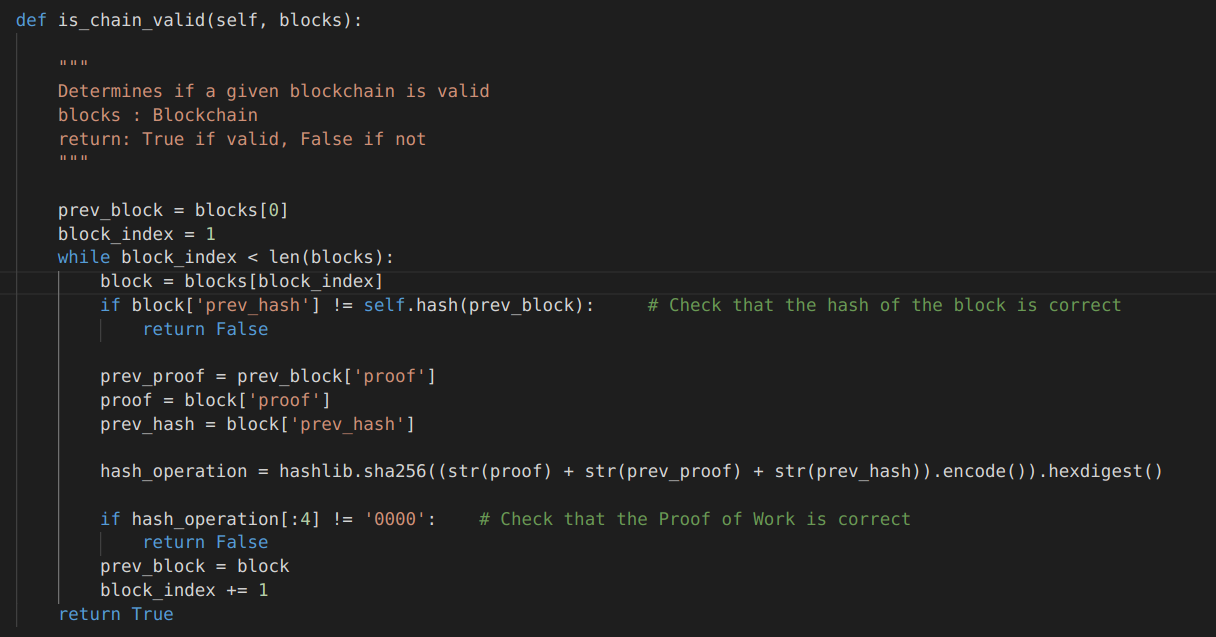 def is_chain_valid(self, blocks):
"""
Determines if a given blockchain is valid
blocks : Blockchain
return: True if valid, False if not
"""
prev_block = blocks[0]
block_index = 1
while block_index < len(blocks):
block = blocks[block_index]
if block['prev_hash'] != self.hash(prev_block):     # Check that the hash of the block is correct
return False
prev_proof = prev_block['proof']
proof = block['proof']
prev_hash = block['prev_hash']
hash_operation = hashlib.sha256((str(proof) + str(prev_proof) + str(prev_hash)).encode()).hexdigest()
if hash_operation[:4] != '0000':    # Check that the Proof of Work is correct
return False
prev_block = block
block_index += 1
return True